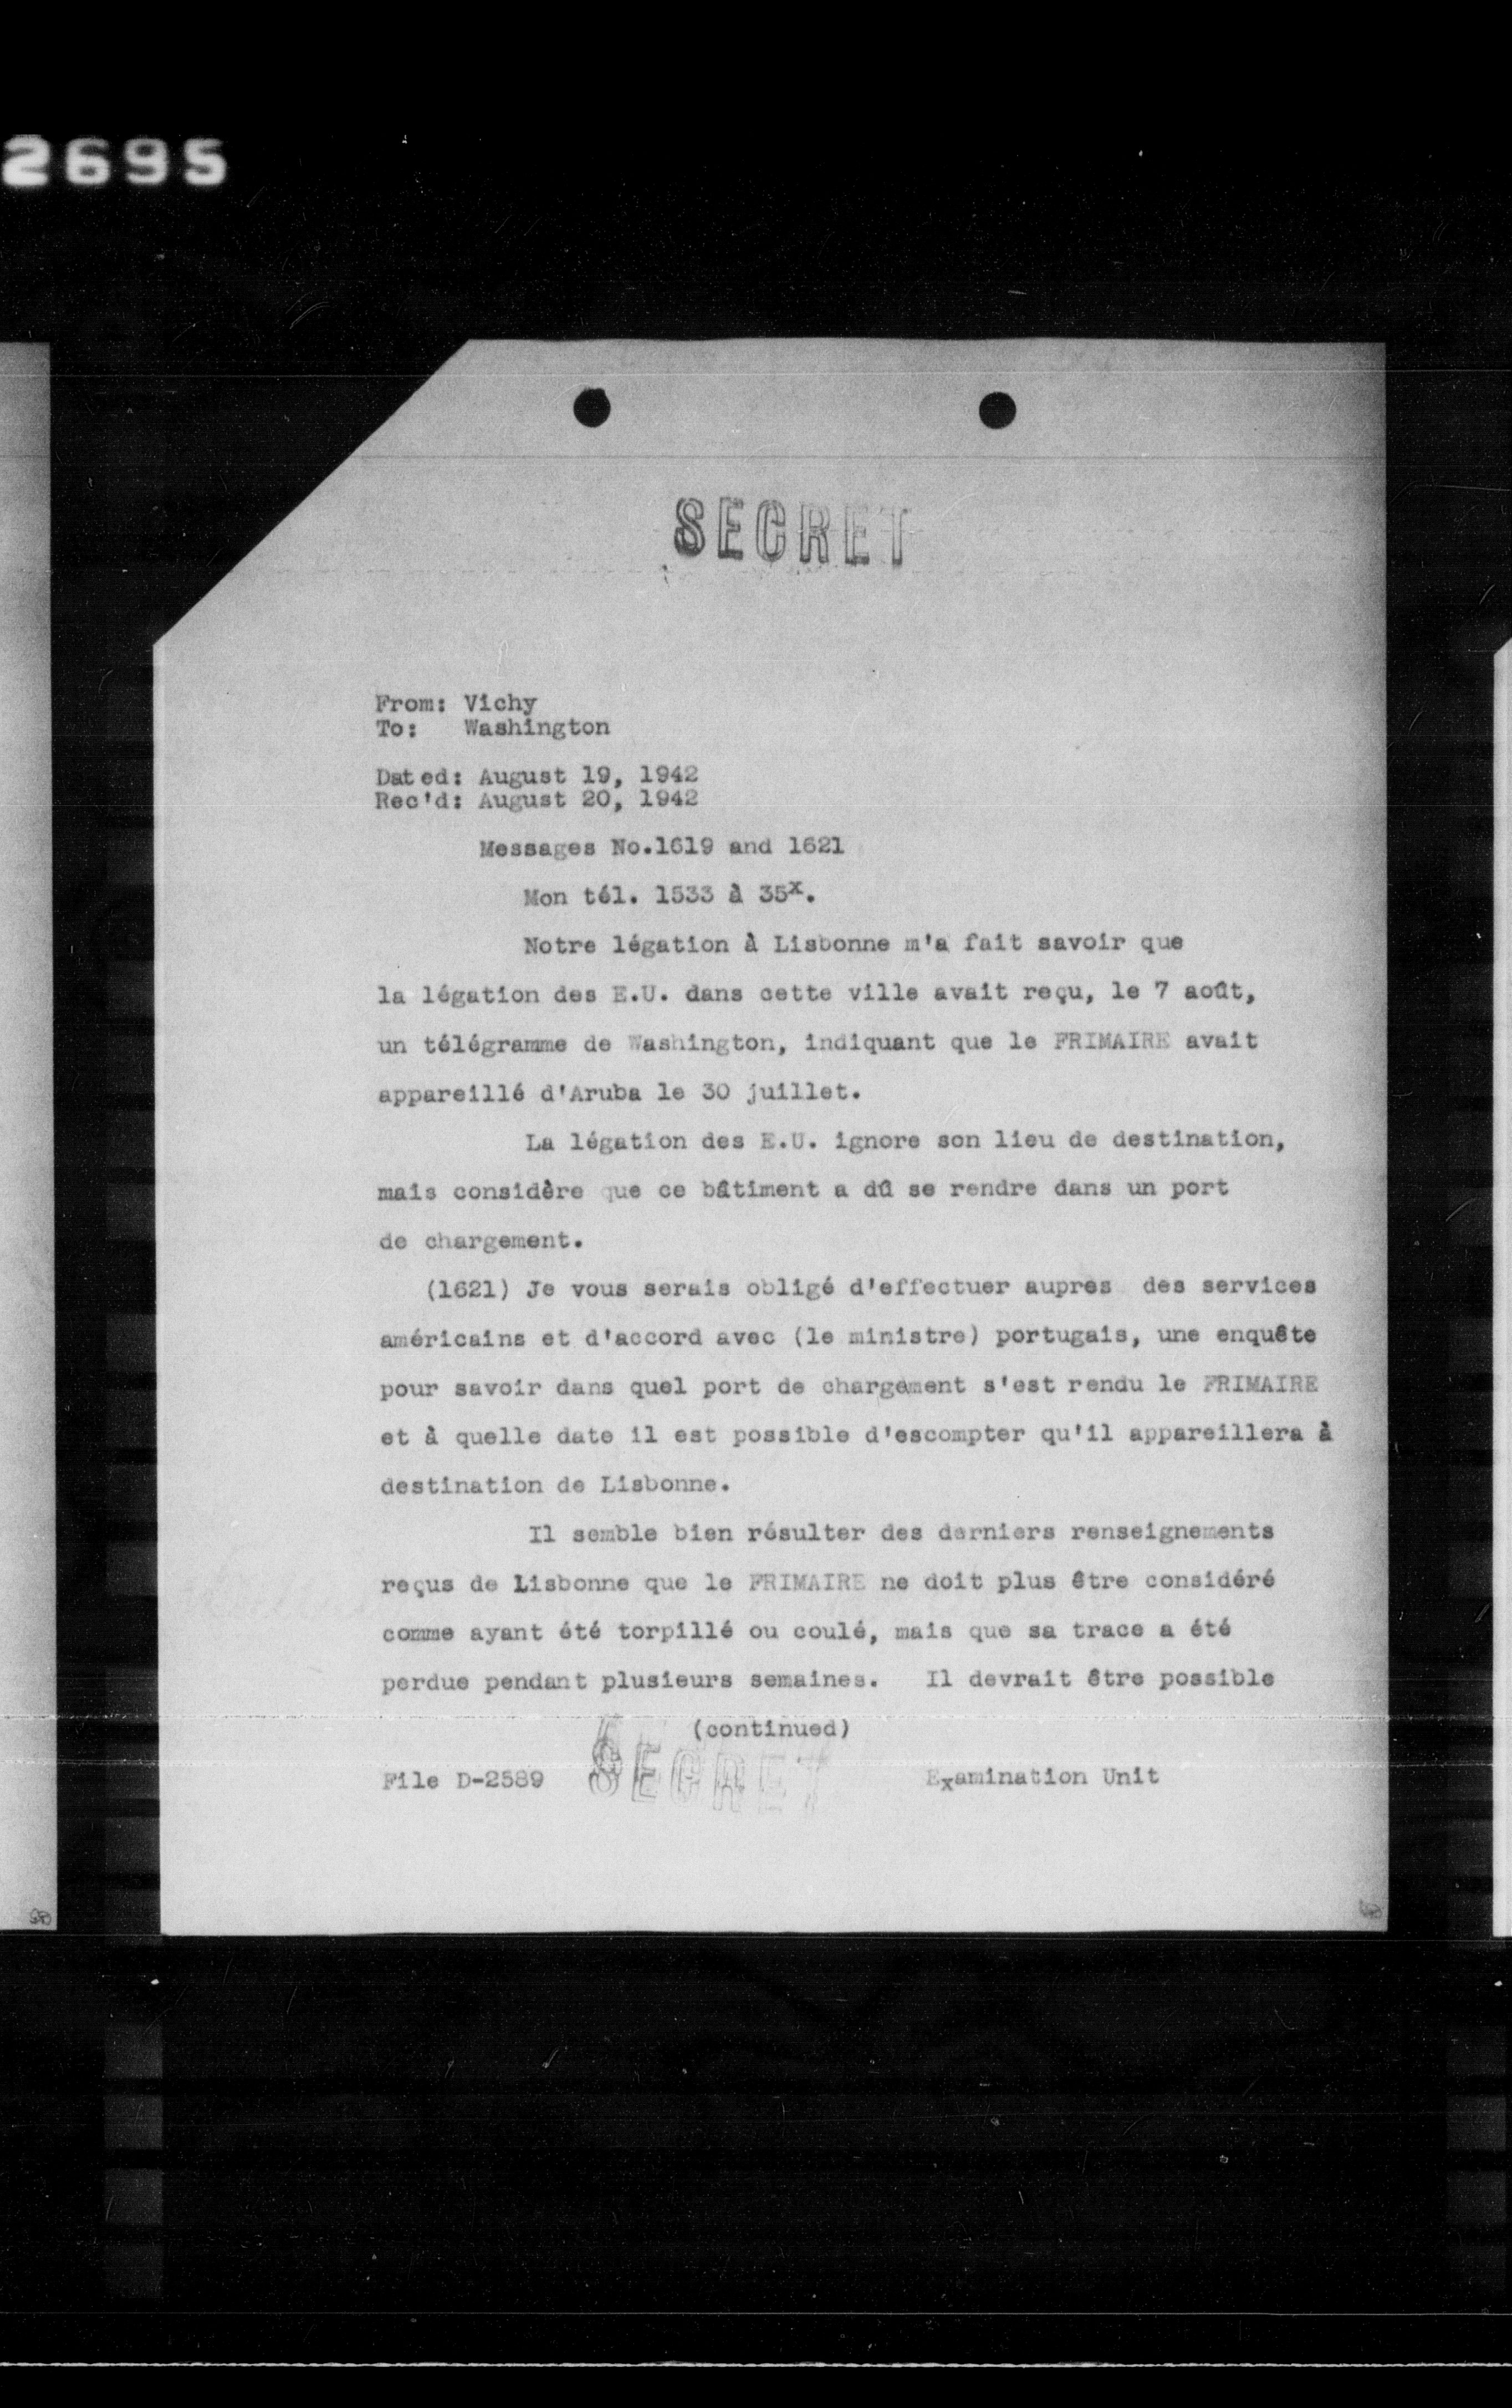 2695
SECRET
From: Vichy
To: Washington
Dated: August 19, 1942
Rec'd: August 20, 1942
Messages No.1619 and 1621
Mon tél. 1533 à 35x.
Notre légation à Lisbonne m'a fait savoir que
la légation des E.U. dans cette ville avait reçu, le 7 août,
un télégramme de Washington, indiquant que le FRIMAIRE avait
appareillé d'Aruba le 30 juillet.
La légation des E.U. ignore son lieu de destination,
mais considère que ce bâtiment a dû se rendre dans un port
de chargement.
(1621) Je vous serais obligé d'effectuer aupres des services
américains et d'accord avec (le ministre) portugais, une enquête
pour savoir dans quel port de chargement s'est rendu le FRIMAIRE
et à quelle date il est possible d'escompter qu'il appareillera à
destination de Lisbonne.
Il semble bien résulter des derniers renseignements
reçus de Lisbonne que le FRIMAIRE ne doit plus être considéré
comme ayant été torpillé ou coulé, mais que sa trace a été
perdue pendant plusieurs semaines. Il devrait être possible
(continued)
File D-2589 SECRET Examination Unit